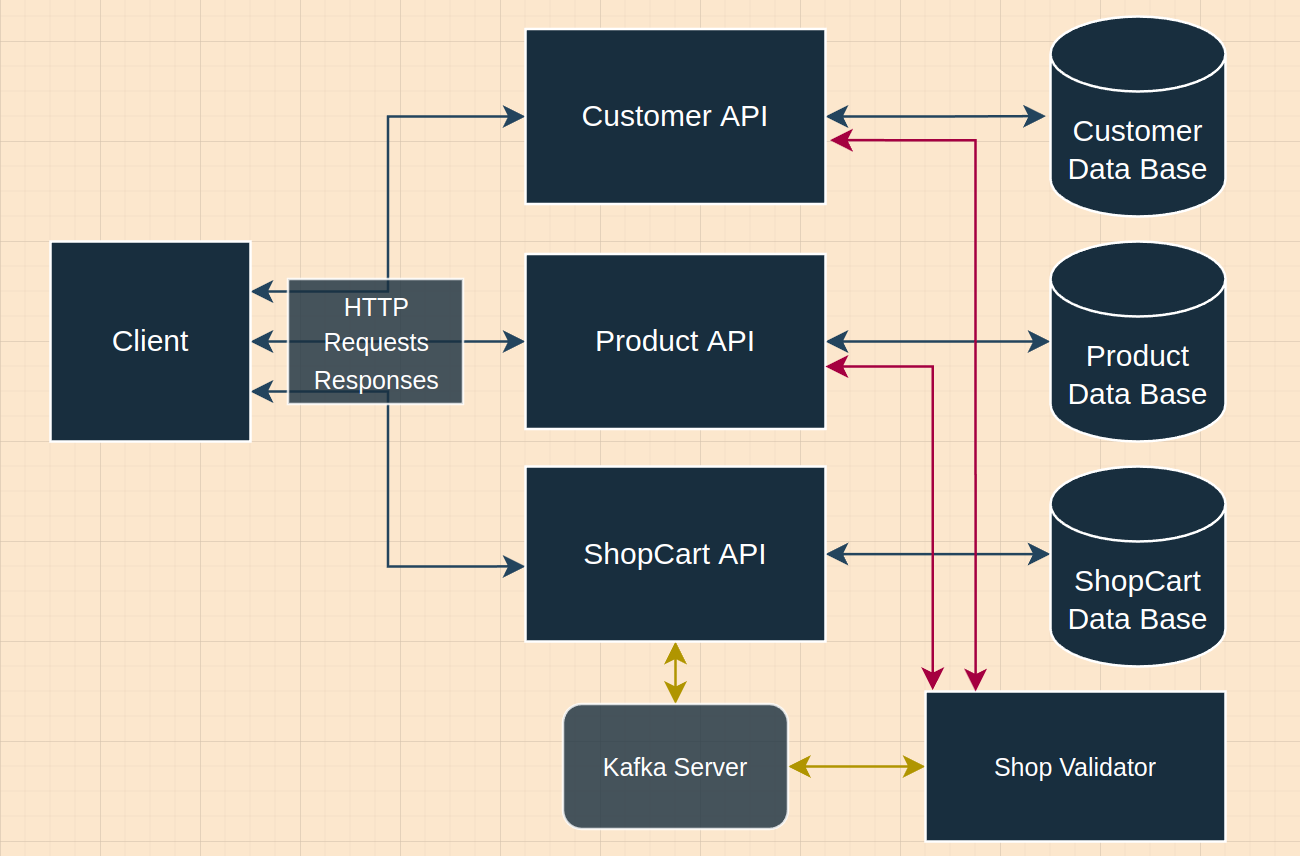 Customer API
Customer
Data Base
Client
HTTP
Requests
Responses
Product API
Product
Data Base
ShopCart API
ShopCart
Data Base
Kafka Server
Shop Validator